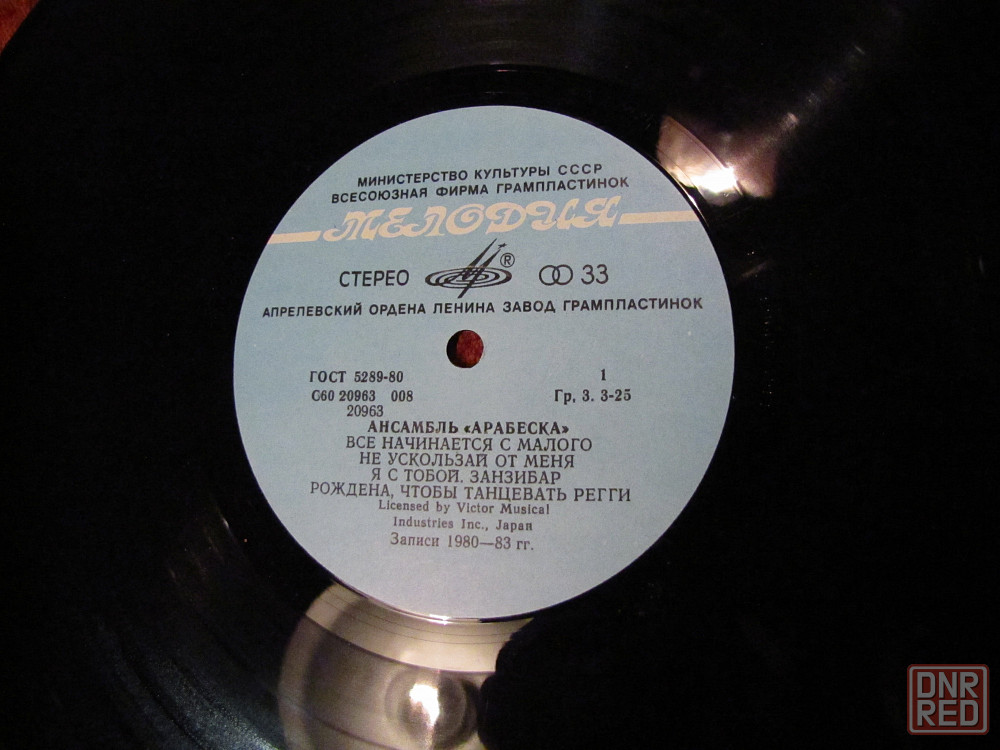 МИНИСТЕРСТВО КУЛЬТУРЫ СССР
ВСЕСОЮЗНАЯ ФИРМА ГРАМПЛАСТИНОК
МЕЛОДИЯ
СТЕРЕО ® 33
АПРЕЛЕВСКИЙ ОРДЕНА ЛЕНИНА ЗАВОД ГРАМПЛАСТИНОК
ГОСТ 5289-80 1
С60 20963 008 Гр. 3. 3-25
20963
АНСАМБЛЬ «АРАБЕСКА»
ВСЕ НАЧИНАЕТСЯ С МАЛОГО
НЕ УСКОЛЬЗАЙ ОТ МЕНЯ
Я С ТОБОЙ. ЗАНЗИБАР
РОЖДЕНА, ЧТОБЫ ТАНЦЕВАТЬ РЕГГИ
Licensed by Victor Musical
Industries Inc., Japan
Записи 1980—83 гг.
DNR
RED